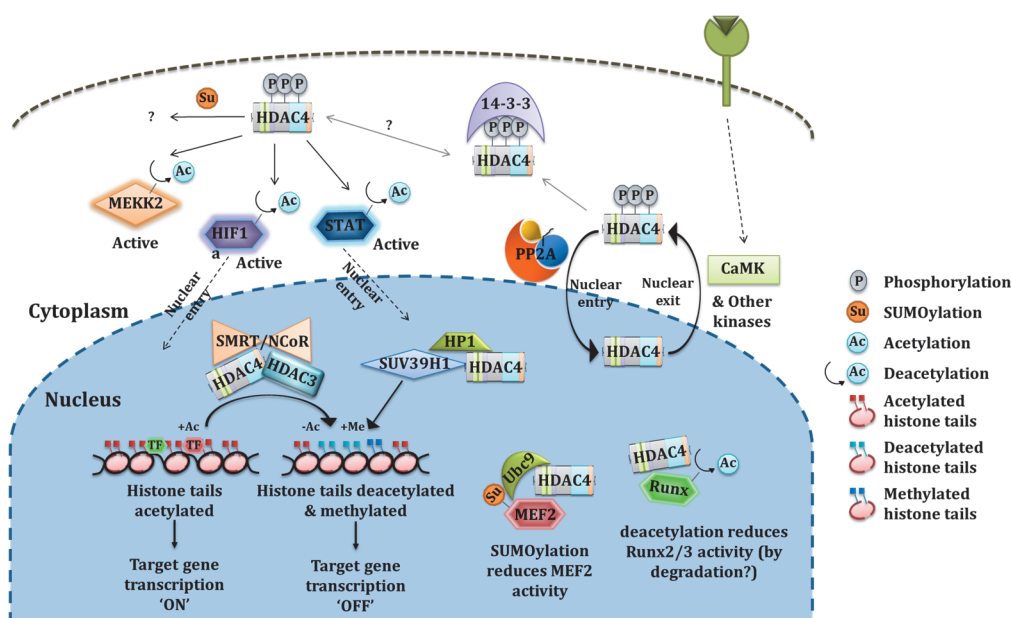 P P P
Su
HDAC4
?
?
14-3-3
P P P
HDAC4
Ac
MEKK2
Active
Ac
HIF1
a
Active
Ac
STAT
Active
P P P
HDAC4
PP2A
CaMK
& Other
kinases
Nuclear
entry
Nuclear
entry
Nuclear
entry
Nuclear
exit
HDAC4
Cytoplasm
Nucleus
SMRT/NCoR
HDAC4
HDAC3
HP1
SUV39H1
HDAC4
+Ac
-Ac
+Me
TF
TF
Histone tails
acetylated
Histone tails deacetylated
& methylated
Target gene
transcription
‘ON’
Target gene
transcription
‘OFF’
Ubc9
HDAC4
Su
MEF2
SUMOylation
reduces MEF2
activity
HDAC4
Ac
Runx
deacetylation reduces
Runx2/3 activity (by
degradation?)
P Phosphorylation
Su SUMOylation
Ac Acetylation
Ac Deacetylation
Acetylated
histone tails
Deacetylated
histone tails
Methylated
histone tails